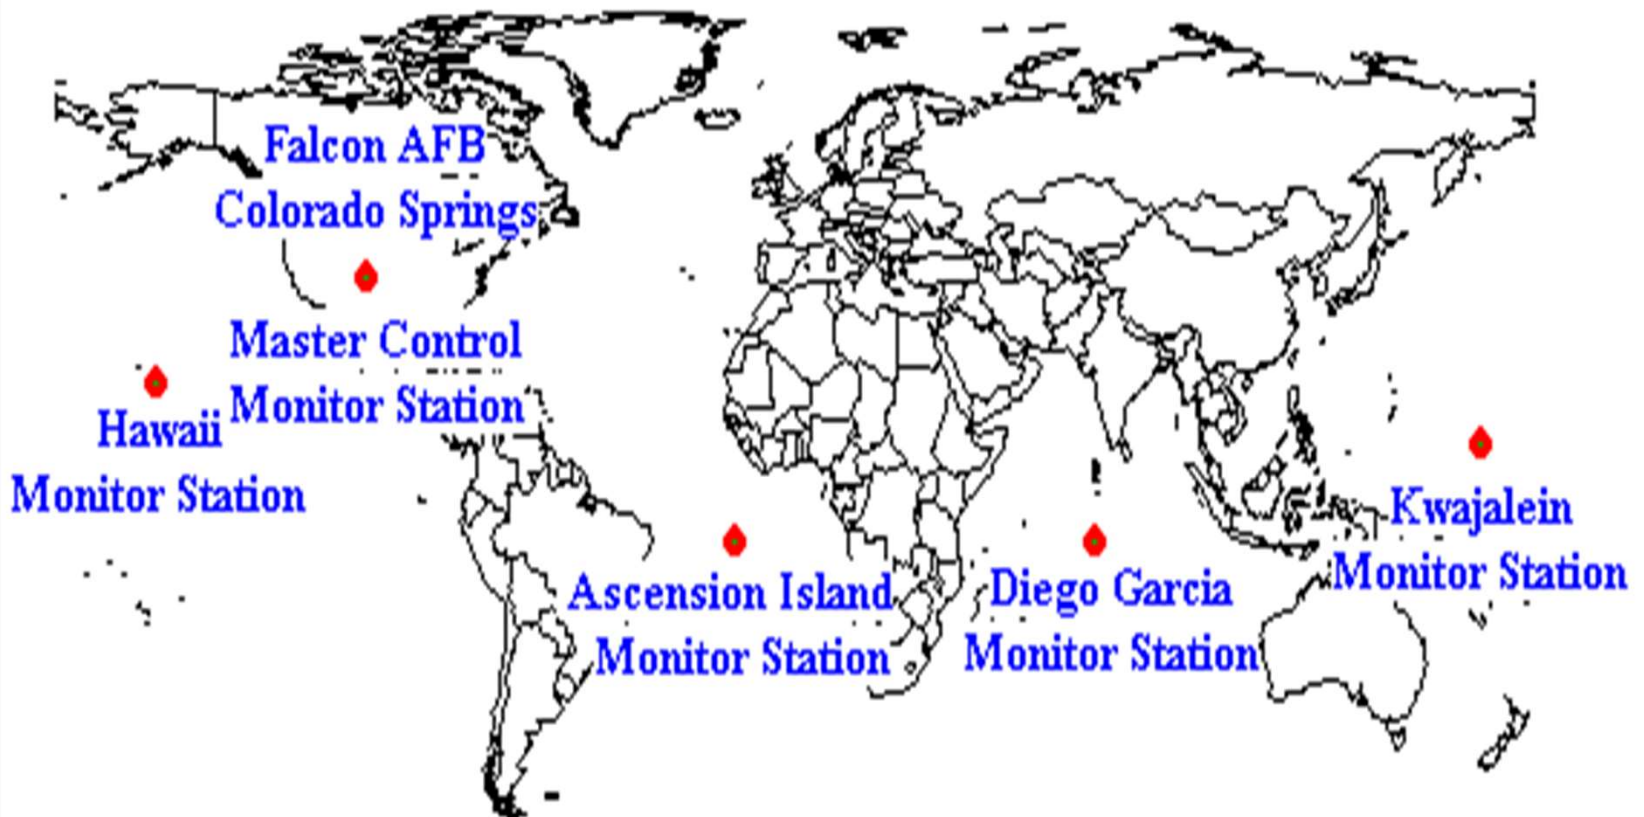 Falcon AFB
Colorado Springs
Master Control
Monitor Station
Hawaii
Monitor Station
Ascension Island
Monitor Station
Diego Garcia
Monitor Station
Kwajalein
Monitor Station